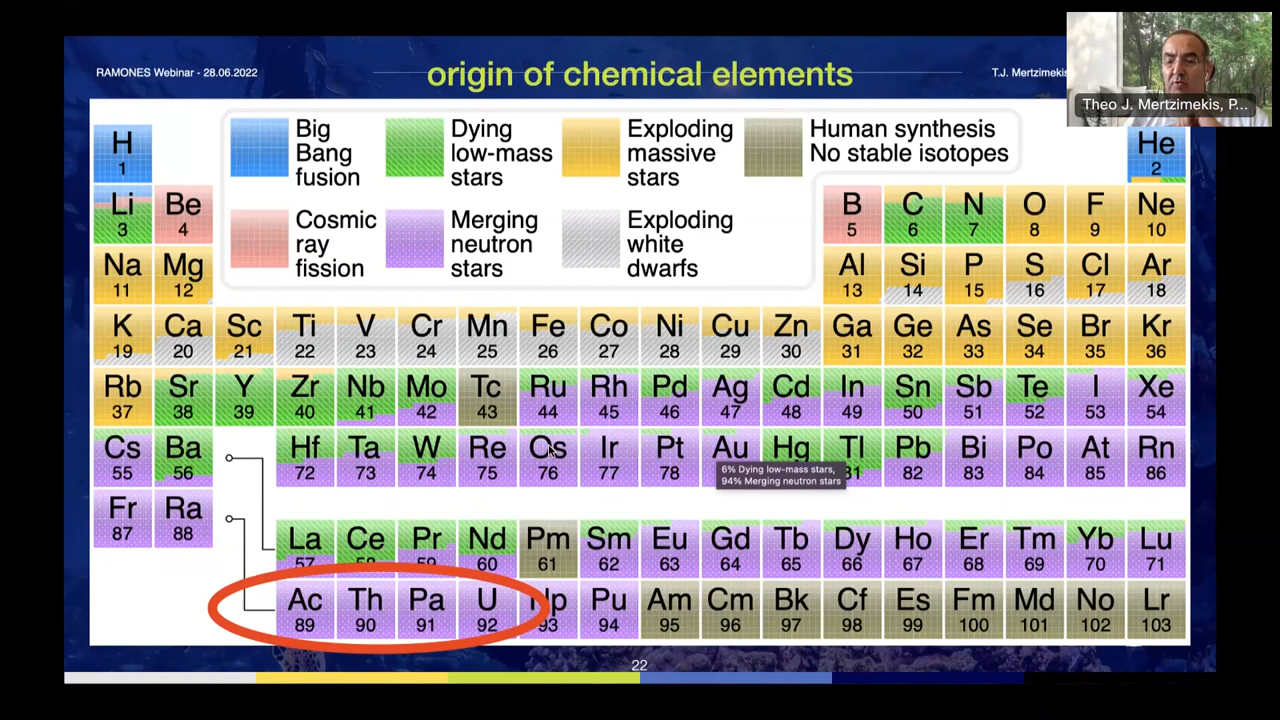 RAMONES Webinar - 28.06.2022
origin of chemical elements
T.J. Mertzimekis
Theo J. Mertzimekis, P...
Big
Bang
fusion
Dying
low-mass
stars
Exploding
massive
stars
Human synthesis
No stable isotopes
Cosmic
ray
fission
Merging
neutron
stars
Exploding
white
dwarfs
H He
1 2
Li Be B C N O F Ne
3 4 5 6 7 8 9 10
Na Mg Al Si P S Cl Ar
11 12 13 14 15 16 17 18
K Ca Sc Ti V Cr Mn Fe Co Ni Cu Zn Ga Ge As Se Br Kr
19 20 21 22 23 24 25 26 27 28 29 30 31 32 33 34 35 36
Rb Sr Y Zr Nb Mo Tc Ru Rh Pd Ag Cd In Sn Sb Te I Xe
37 38 39 40 41 42 43 44 45 46 47 48 49 50 51 52 53 54
Cs Ba Hf Ta W Re Os Ir Pt Au Hg Tl Pb Bi Po At Rn
55 56 72 73 74 75 76 77 78 81 82 83 84 85 86
6% Dying low-mass stars,
94% Merging neutron stars
Fr Ra
87 88
La Ce Pr Nd Pm Sm Eu Gd Tb Dy Ho Er Tm Yb Lu
57 58 59 60 61 62 63 64 65 66 67 68 69 70 71
Ac Th Pa U Np Pu Am Cm Bk Cf Es Fm Md No Lr
89 90 91 92 93 94 95 96 97 98 99 100 101 102 103
22